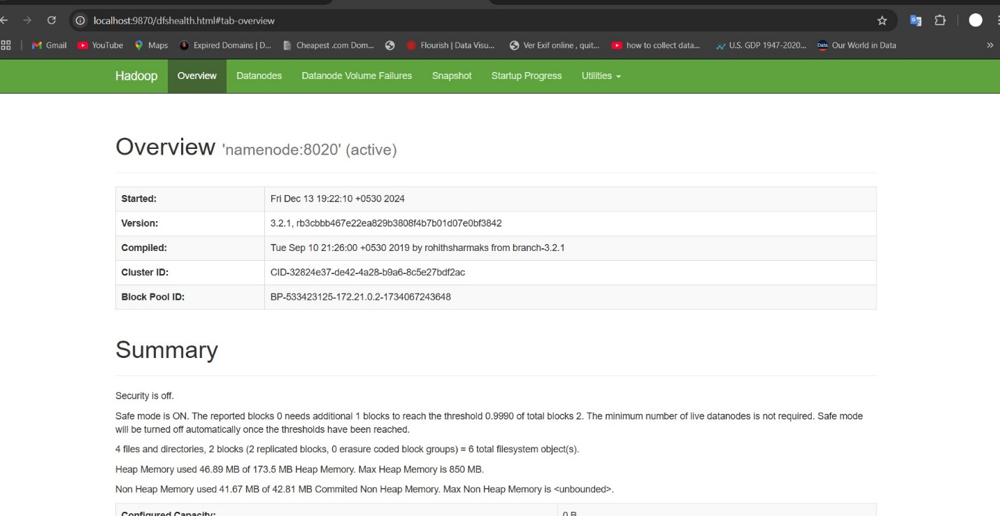 localhost:9870/dfshealth.html#tab-overview
Gmail YouTube Maps Expired Domains | D... Cheapest .com Dom... Flourish | Data Visu... Ver Exif online , quit... how to collect data... U.S. GDP 1947-2020... Data Our World in Data »
Hadoop Overview Datanodes Datanode Volume Failures Snapshot Startup Progress Utilities
Overview 'namenode:8020' (active)
Started: Fri Dec 13 19:22:10 +0530 2024
Version: 3.2.1, rb3cbbb467e22ea829b3808f4b7b01d07e0bf3842
Compiled: Tue Sep 10 21:26:00 +0530 2019 by rohithsharmaks from branch-3.2.1
Cluster ID: CID-32824e37-de42-4a28-b9a6-8c5e27bdf2ac
Block Pool ID: BP-533423125-172.21.0.2-1734067243648
Summary
Security is off.
Safe mode is ON. The reported blocks 0 needs additional 1 blocks to reach the threshold 0.9990 of total blocks 2. The minimum number of live datanodes is not required. Safe mode
will be turned off automatically once the thresholds have been reached.
4 files and directories, 2 blocks (2 replicated blocks, 0 erasure coded block groups) = 6 total filesystem object(s).
Heap Memory used 46.89 MB of 173.5 MB Heap Memory. Max Heap Memory is 850 MB.
Non Heap Memory used 41.67 MB of 42.81 MB Commited Non Heap Memory. Max Non Heap Memory is <unbounded>.
Configured Capacity: 0 B